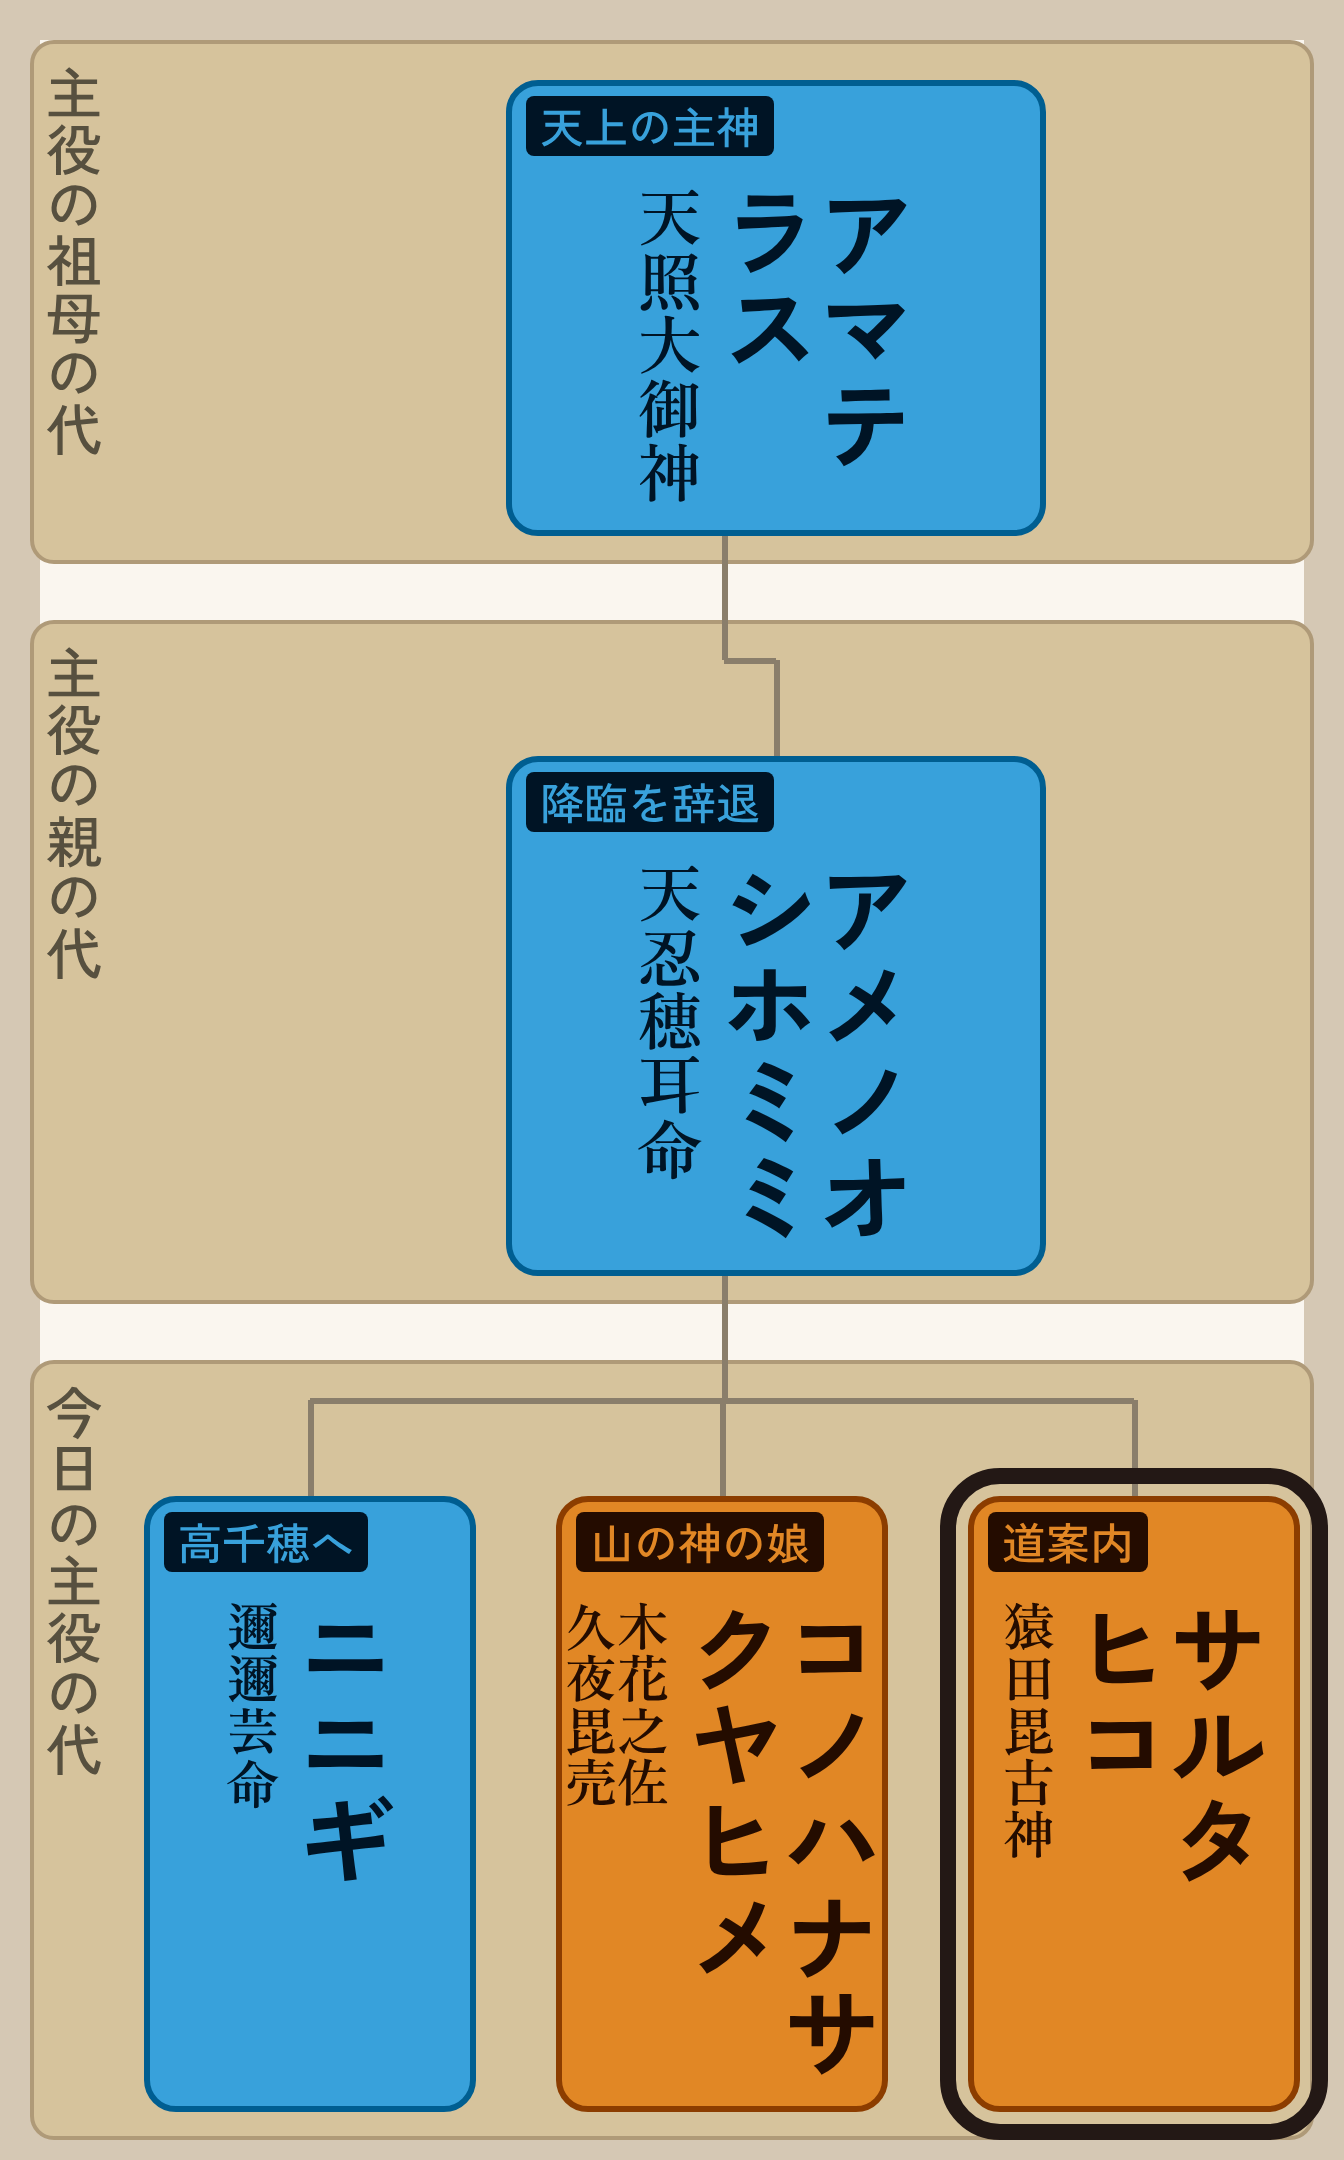 主役の祖母の代
天上の主神
アマテ
ラス
天照大御神
主役の親の代
降臨を辞退
アメノオ
シホミミ
天忍穂耳命
今日の主役の代
高千穂へ
ニニギ
邇邇芸命
山の神の娘
コノハナサ
クヤヒメ
木花之佐
久夜毘売
道案内
サルタ
ヒコ
猿田毘古神